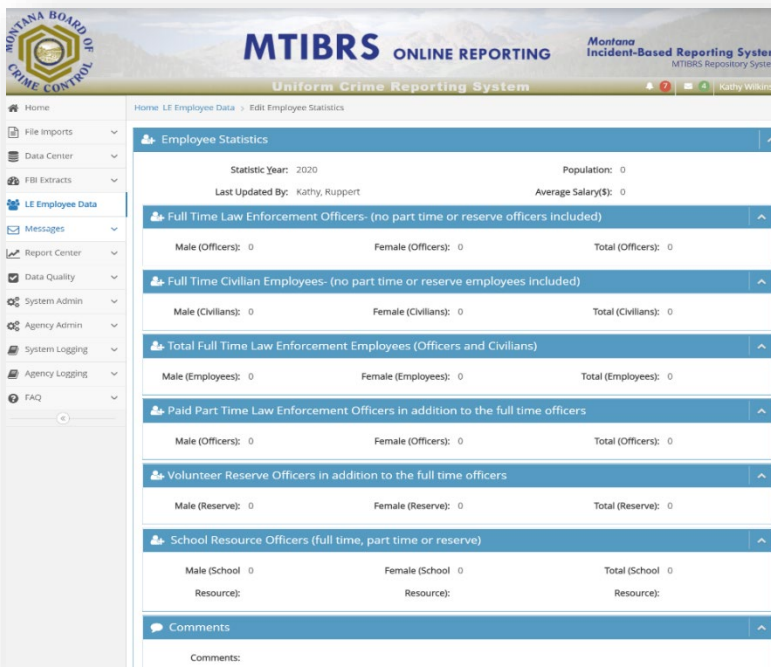 MONTANA BOARD OF CRIME CONTROL
MTIBRS ONLINE REPORTING
Montana
Incident-Based Reporting System
MTIBRS Repository Syste
Uniform Crime Reporting System
7
4
Kathy Wilkins
Home
File Imports
Data Center
FBI Extracts
LE Employee Data
Messages
Report Center
Data Quality
System Admin
Agency Admin
System Logging
Agency Logging
FAQ
Home LE Employee Data > Edit Employee Statistics
Employee Statistics
Statistic Year: 2020 Population: 0
Last Updated By: Kathy, Ruppert Average Salary($): 0
Full Time Law Enforcement Officers- (no part time or reserve officers included)
Male (Officers): 0 Female (Officers): 0 Total (Officers): 0
Full Time Civilian Employees- (no part time or reserve employees included)
Male (Civilians): 0 Female (Civilians): 0 Total (Civilians): 0
Total Full Time Law Enforcement Employees (Officers and Civilians)
Male (Employees): 0 Female (Employees): 0 Total (Employees): 0
Paid Part Time Law Enforcement Officers in addition to the full time officers
Male (Officers): 0 Female (Officers): 0 Total (Officers): 0
Volunteer Reserve Officers in addition to the full time officers
Male (Reserve): 0 Female (Reserve): 0 Total (Reserve): 0
School Resource Officers (full time, part time or reserve)
Male (School 0 Female (School 0 Total (School 0
Resource): Resource): Resource):
Comments
Comments: